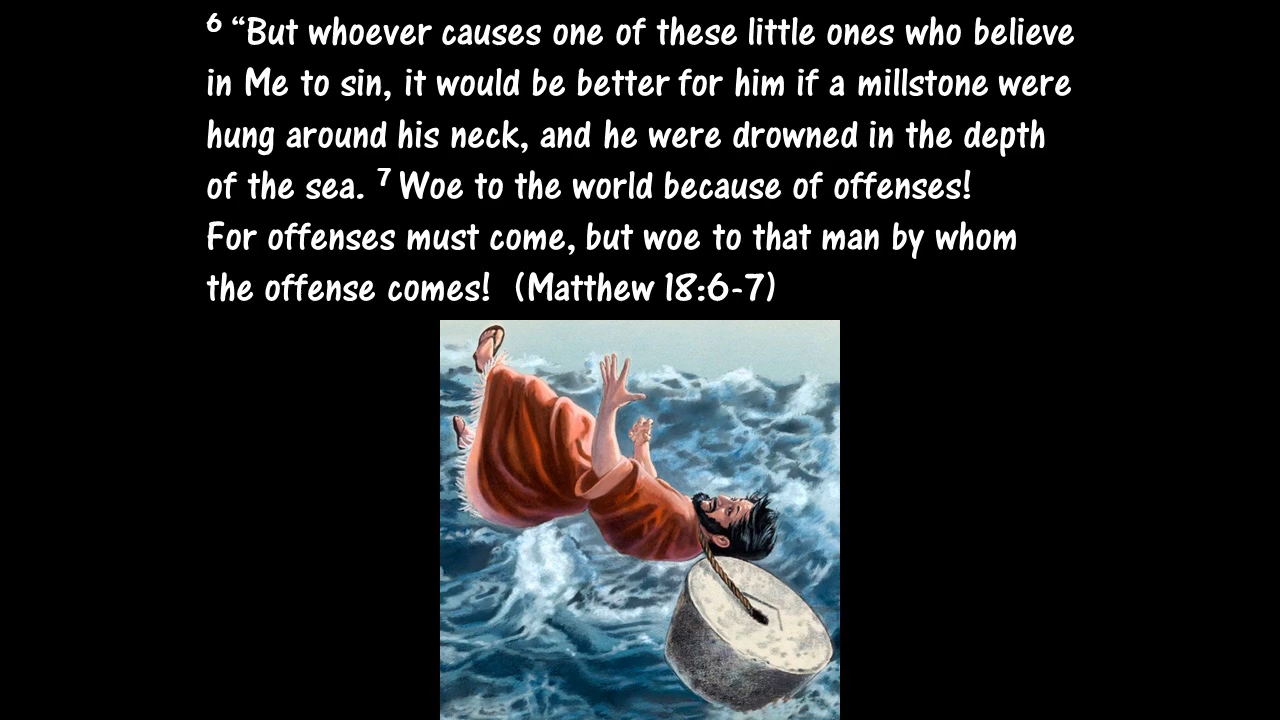 6 “But whoever causes one of these little ones who believe
in Me to sin, it would be better for him if a millstone were
hung around his neck, and he were drowned in the depth
of the sea. 7 Woe to the world because of offenses!
For offenses must come, but woe to that man by whom
the offense comes!  (Matthew 18:6-7)